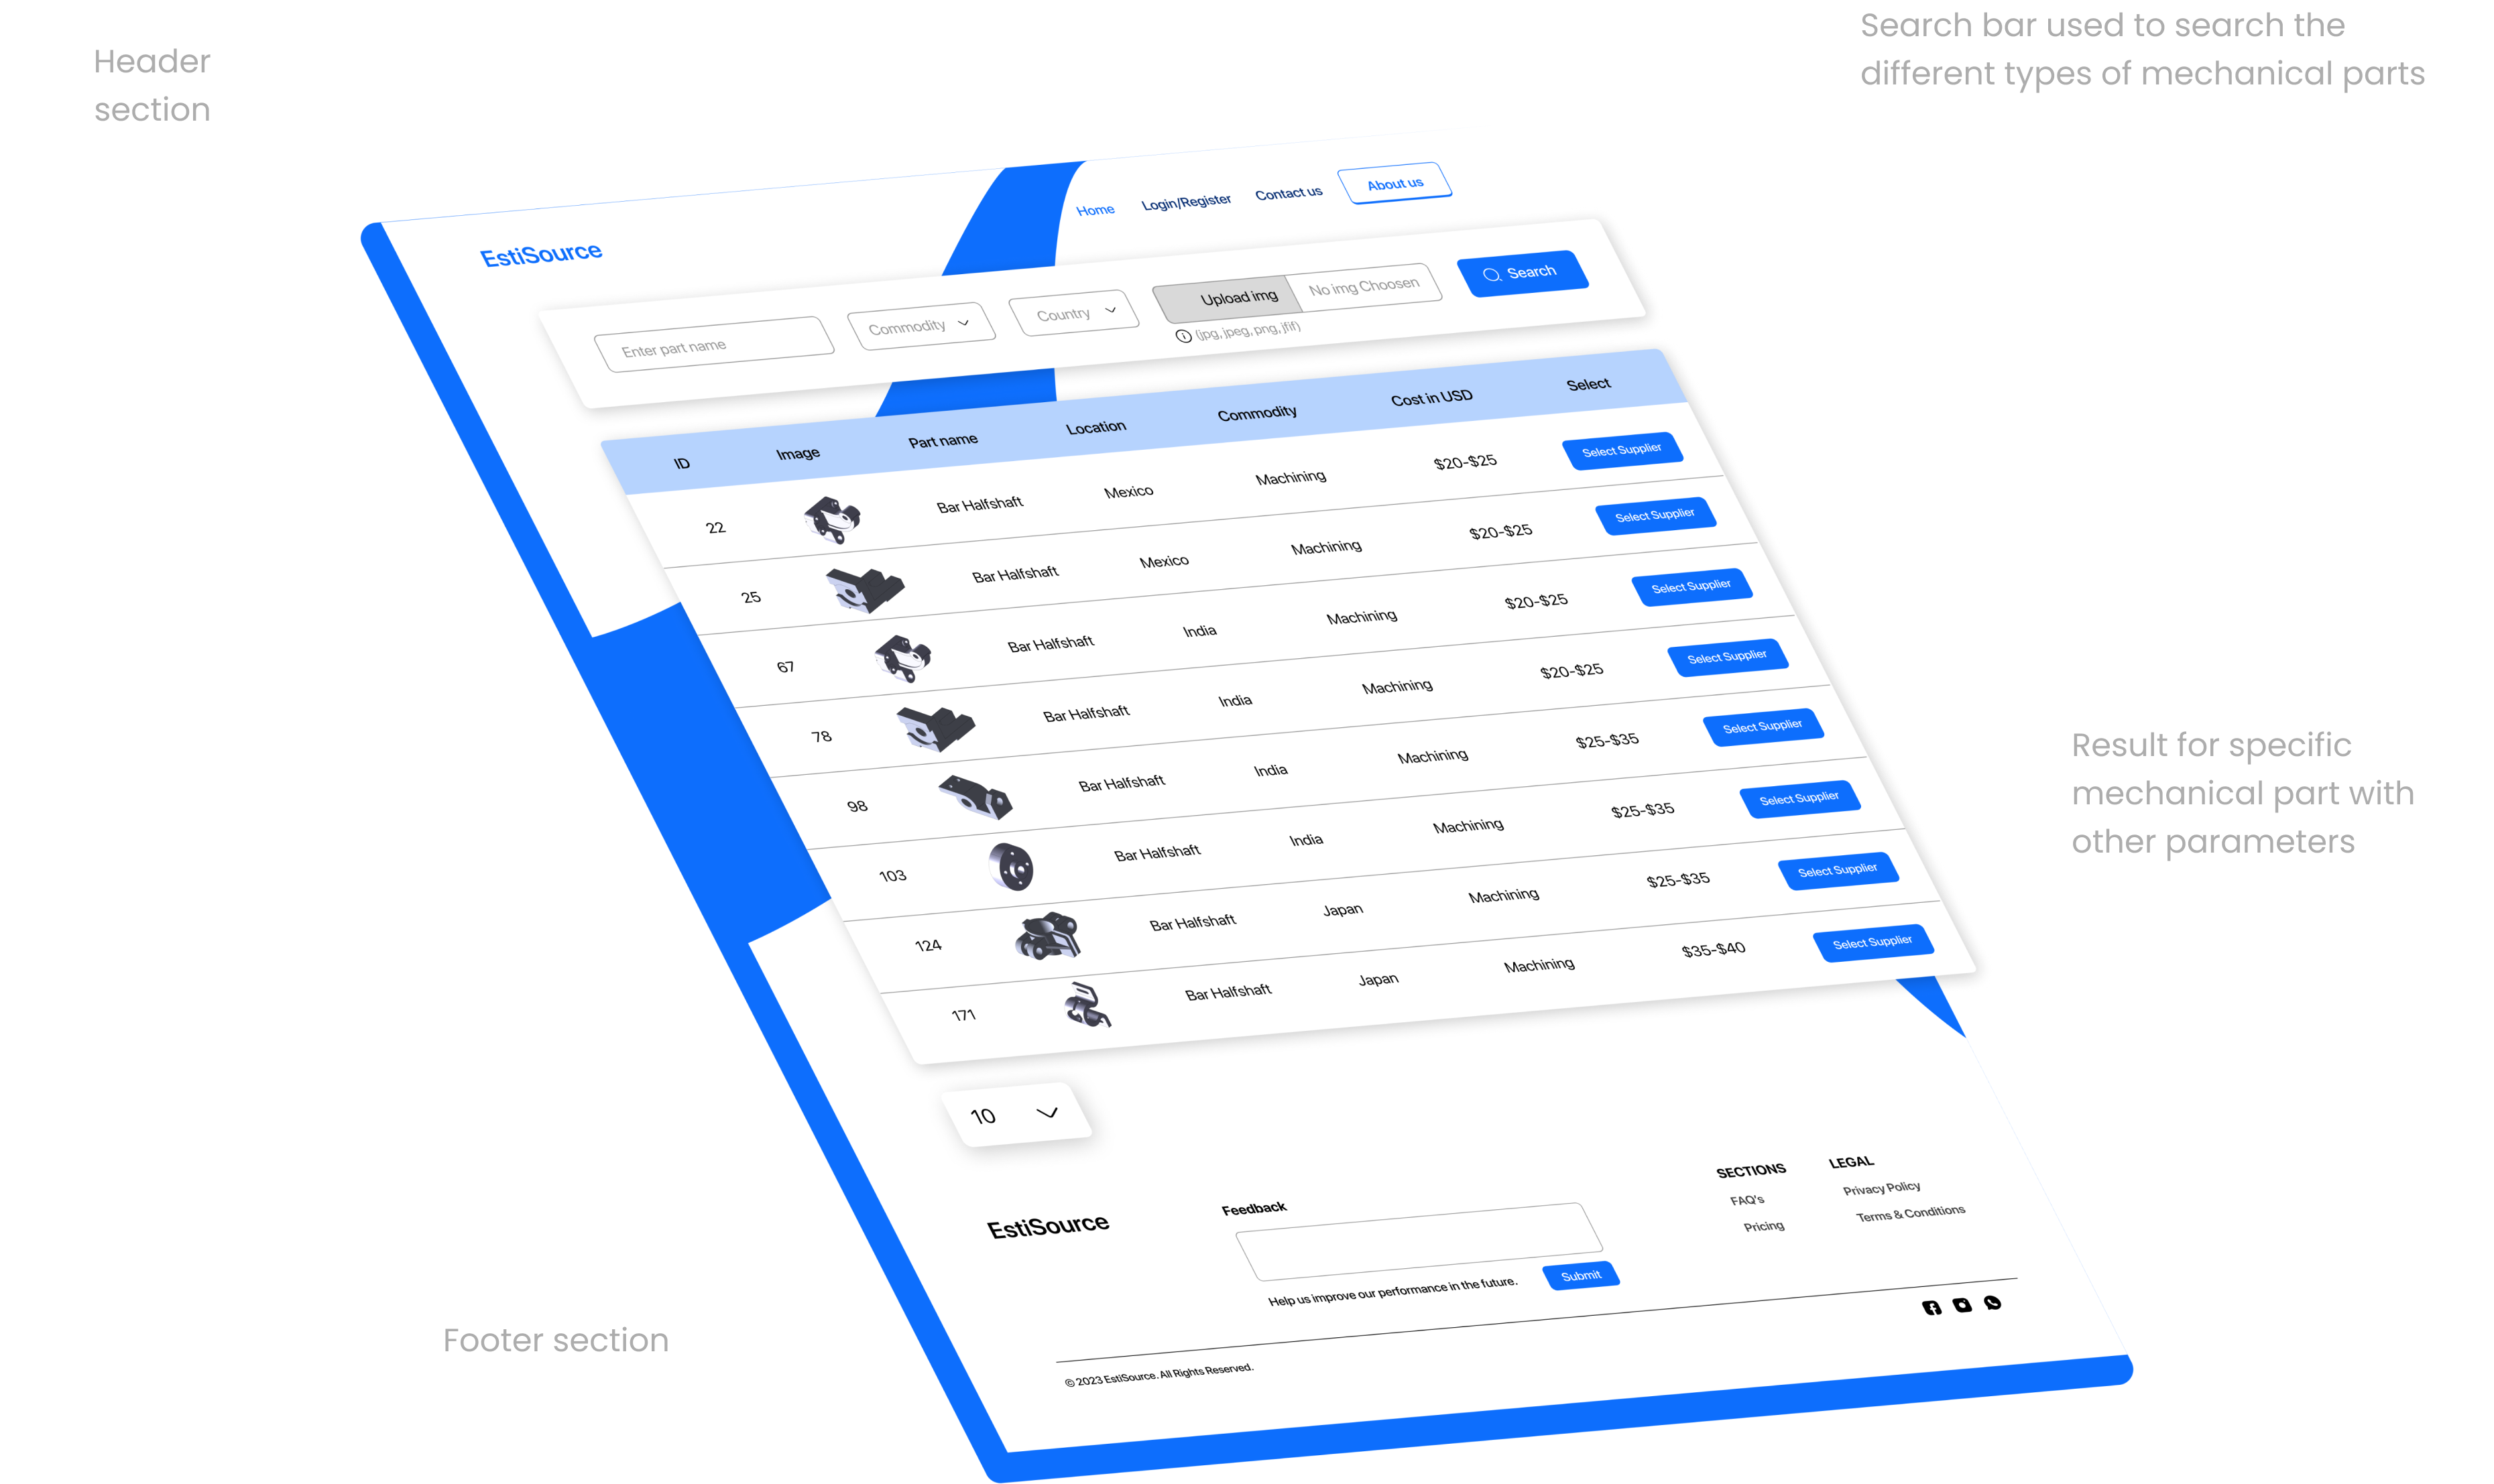 Header
section
Search bar used to search the
different types of mechanical parts
Home Login/Register Contact us About us
EstiSource
Enter part name Commodity Country Upload img No img Choosen Search
(jpg, jpeg, png, jfif)
ID Image Part name Location Commodity Cost in USD Select
22 Bar Halfshaft Mexico Machining $20-$25 Select Supplier
25 Bar Halfshaft Mexico Machining $20-$25 Select Supplier
67 Bar Halfshaft India Machining $20-$25 Select Supplier
78 Bar Halfshaft India Machining $20-$25 Select Supplier
98 Bar Halfshaft India Machining $25-$35 Select Supplier
103 Bar Halfshaft India Machining $25-$35 Select Supplier
124 Bar Halfshaft Japan Machining $25-$35 Select Supplier
171 Bar Halfshaft Japan Machining $35-$40 Select Supplier
Result for specific
mechanical part with
other parameters
10
EstiSource
Feedback
Help us improve our performance in the future. Submit
SECTIONS
FAQ's
Pricing
LEGAL
Privacy Policy
Terms & Conditions
© 2023 EstiSource. All Rights Reserved.
Footer section